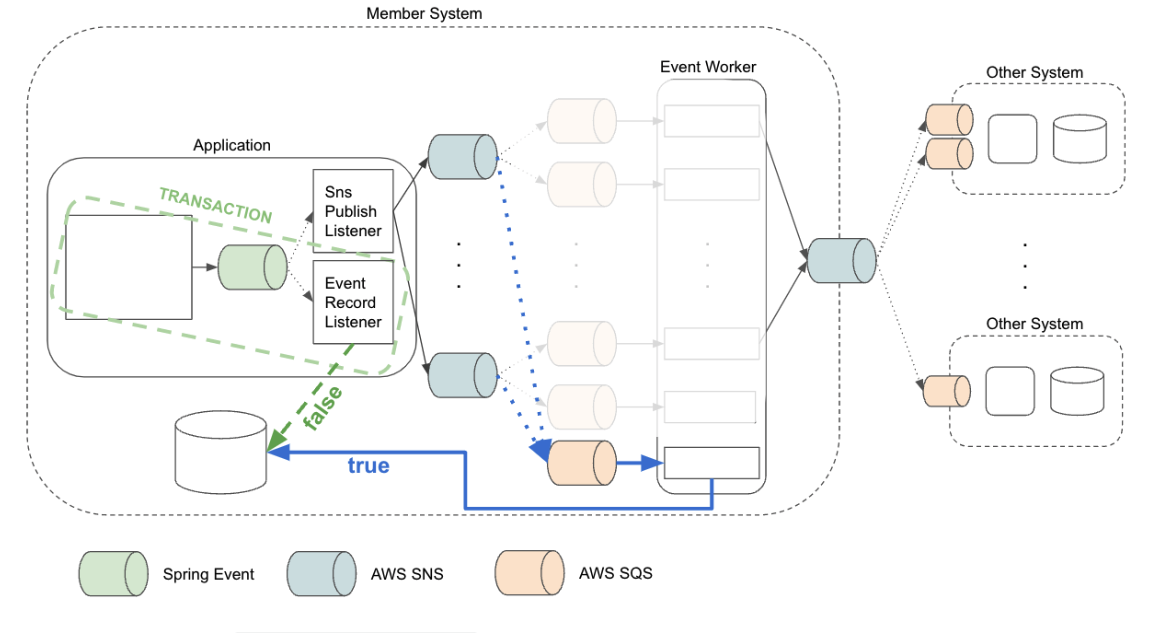 Member System
Event Worker
Other System
Application
TRANSACTION
Sns
Publish
Listener
Event
Record
Listener
Other System
false
true
Spring Event
AWS SNS
AWS SQS